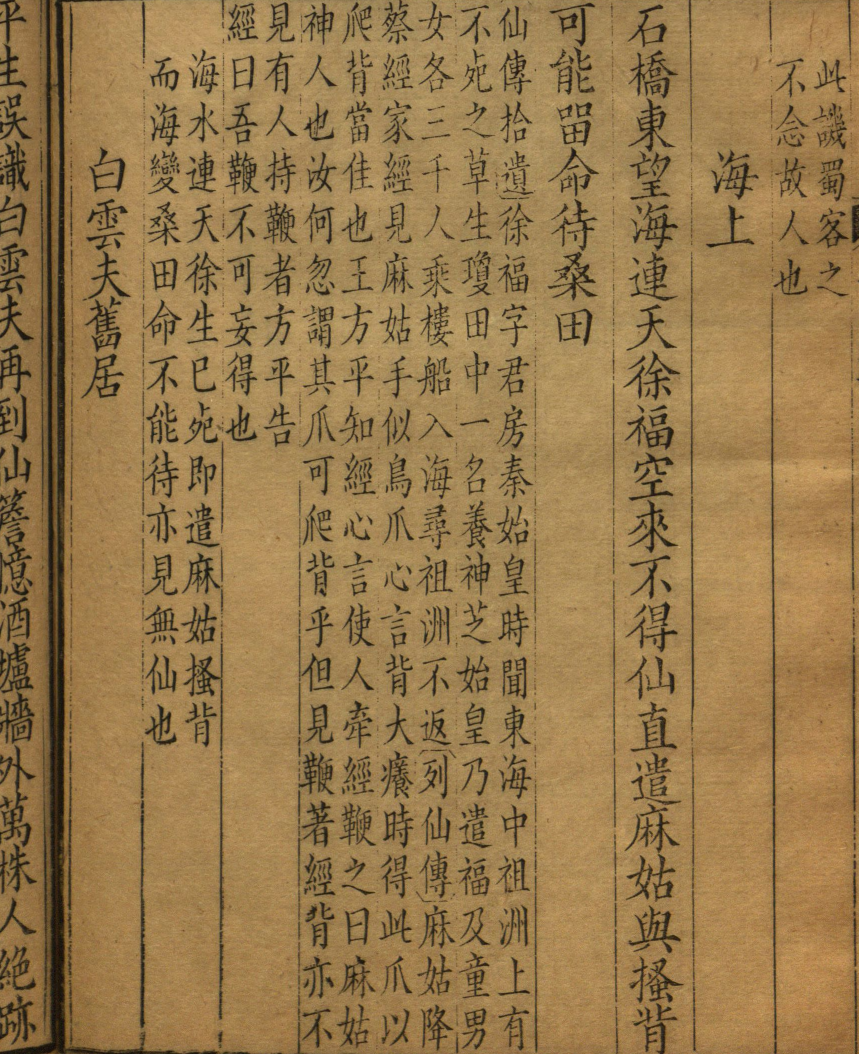 此譏蜀客之
不念故人也
海上
石橋東望海連天徐福空來不得仙直遣麻姑與搔背
可能留命待桑田
仙傳拾遺徐福字君房秦始皇時聞東海中祖洲上有
不死之草生瓊田中一名養神芝始皇乃遣福及童男
女各三千人乘樓船入海尋祖洲不返列仙傳麻姑降
蔡經家經見麻姑手似鳥爪心言背大癢時得此爪以
爬背當佳也王方平知經心言使人牽經鞭之曰麻姑
神人也汝何忽謂其爪可爬背乎但見鞭著經背亦不
見有人持鞭者方平告
經曰吾鞭不可妄得也
海水連天徐生已死即遣麻姑搔背
而海變桑田命不能待亦見無仙也
白雲夫舊居
平生誤識白雲夫再到仙簷憶酒壚牆外萬株人絕跡